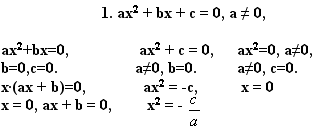 1. ax² + bx + c = 0, a ≠ 0,
ax²+bx=0, ax² + c = 0, ax²=0, a≠0,
b=0,c=0. a≠0, b=0. a≠0, c=0.
x·(ax + b)=0, ax² = -c, x = 0
x = 0, ax + b = 0, x² = - c/a